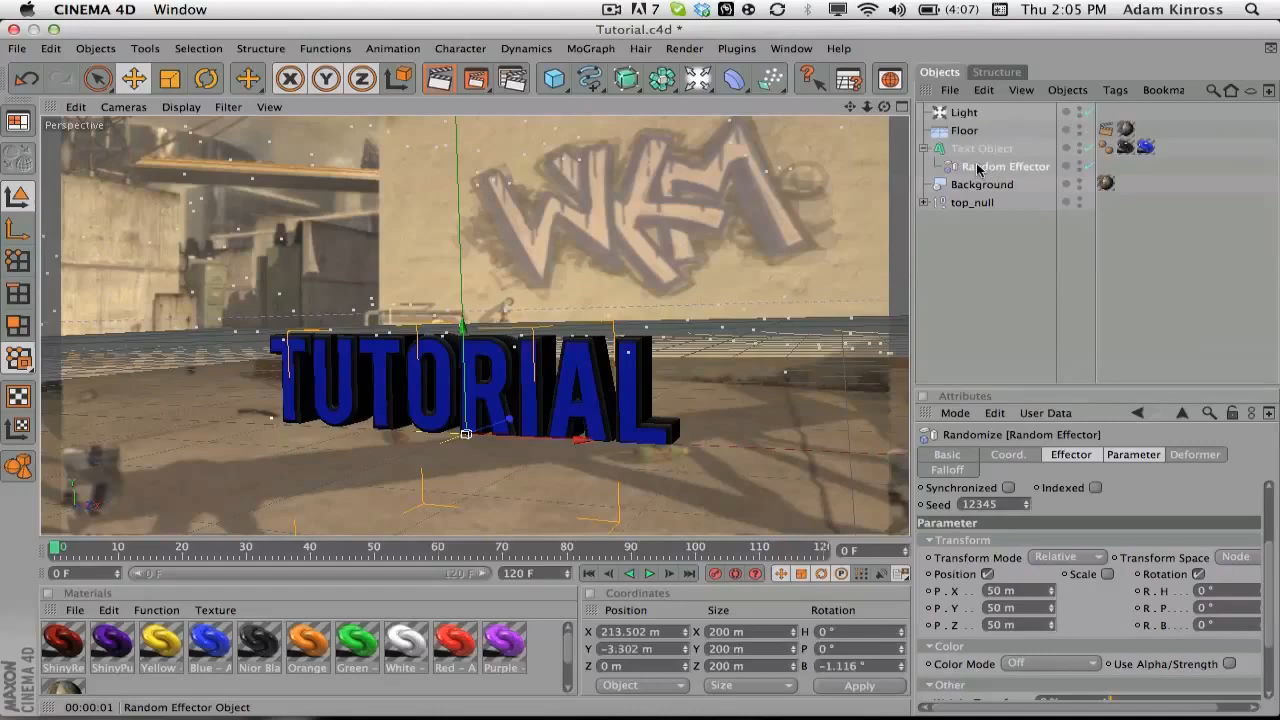 CINEMA 4D Window 7 (4:07) Thu 2:05 PM Adam Kinross
Tutorial.c4d *
File Edit Objects Tools Selection Structure Functions Animation Character Dynamics MoGraph Hair Render Plugins Window Help
X Y Z
Objects Structure
File Edit View Objects Tags Bookma
Edit Cameras Display Filter View
Perspective
Light
Floor
Text Object
Random Effector
Background
top_null
WFM
TUTORIAL
Attributes
Mode Edit User Data
Randomize [Random Effector]
Basic Coord. Effector Parameter Deformer
Falloff
Synchronized Indexed
Seed 12345
Parameter
Transform
Transform Mode Relative Transform Space Node
Position Scale Rotation
P . X 50 m R . H 0 °
P . Y 50 m R . P 0 °
P . Z 50 m R . B 0 °
Color
Color Mode Off Use Alpha/Strength
Other
0 10 20 30 40 50 60 70 80 90 100 110 12 0 F
0 F 0 F 120 F 120 F
Materials
File Edit Function Texture
ShinyRe ShinyPu Yellow - Blue - A Nior Bla Orange Green - White - Red - A Purple -
Coordinates
Position Size Rotation
X 213.502 m X 200 m H 0 °
Y -3.302 m Y 200 m P 0 °
Z 0 m Z 200 m B -1.116 °
Object Size Apply
MAXON CINEMA 4D
00:00:01 Random Effector Object